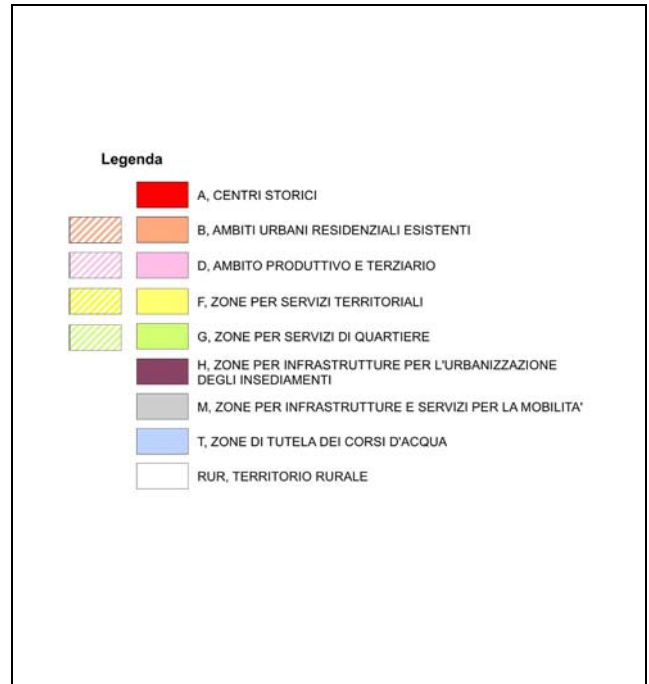 Legenda
A, CENTRI STORICI
B, AMBITI URBANI RESIDENZIALI ESISTENTI
D, AMBITO PRODUTTIVO E TERZIARIO
F, ZONE PER SERVIZI TERRITORIALI
G, ZONE PER SERVIZI DI QUARTIERE
H, ZONE PER INFRASTRUTTURE PER L'URBANIZZAZIONE
DEGLI INSEDIAMENTI
M, ZONE PER INFRASTRUTTURE E SERVIZI PER LA MOBILITA'
T, ZONE DI TUTELA DEI CORSI D'ACQUA
RUR, TERRITORIO RURALE